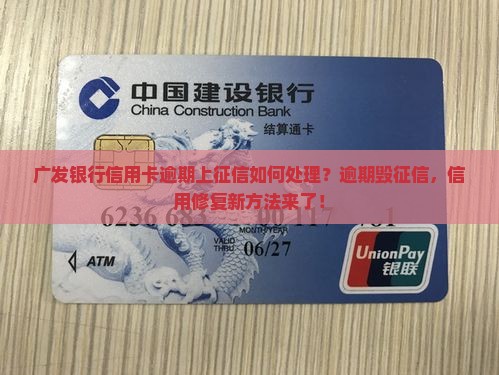 中国建设银行
China Construction Bank
结算通卡
广发银行信用卡逾期上征信如何处理？逾期毁征信，信
用修复新方法来了！
MONTH/YEAR
VALID
THRU
06/27
ATM
UnionPay
银联